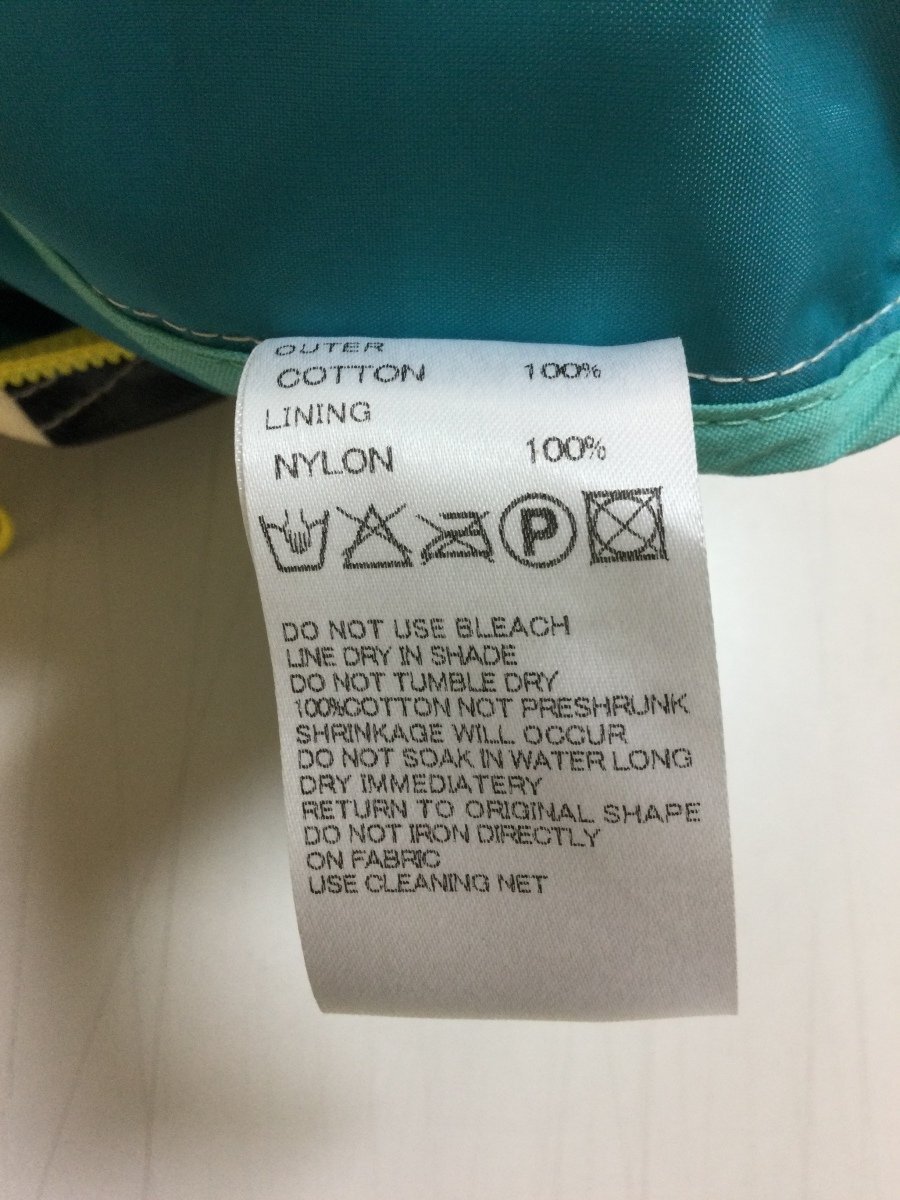 OUTER
COTTON 100%
LINING
NYLON 100%
P
DO NOT USE BLEACH
LINE DRY IN SHADE
DO NOT TUMBLE DRY
100%COTTON NOT PRESHRUNK
SHRINKAGE WILL OCCUR
DO NOT SOAK IN WATER LONG
DRY IMMEDIATERY
RETURN TO ORIGINAL SHAPE
DO NOT IRON DIRECTLY
ON FABRIC
USE CLEANING NET